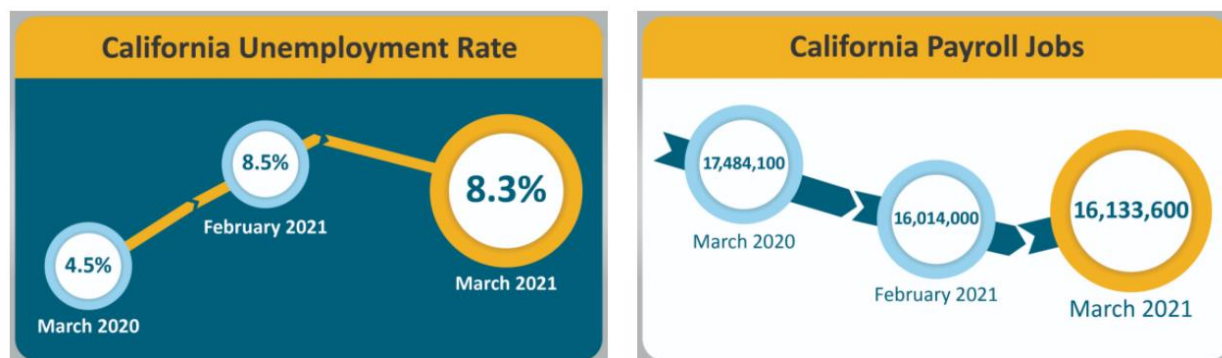 California Unemployment Rate
4.5%
March 2020
8.5%
February 2021
8.3%
March 2021
California Payroll Jobs
17,484,100
March 2020
16,014,000
February 2021
16,133,600
March 2021